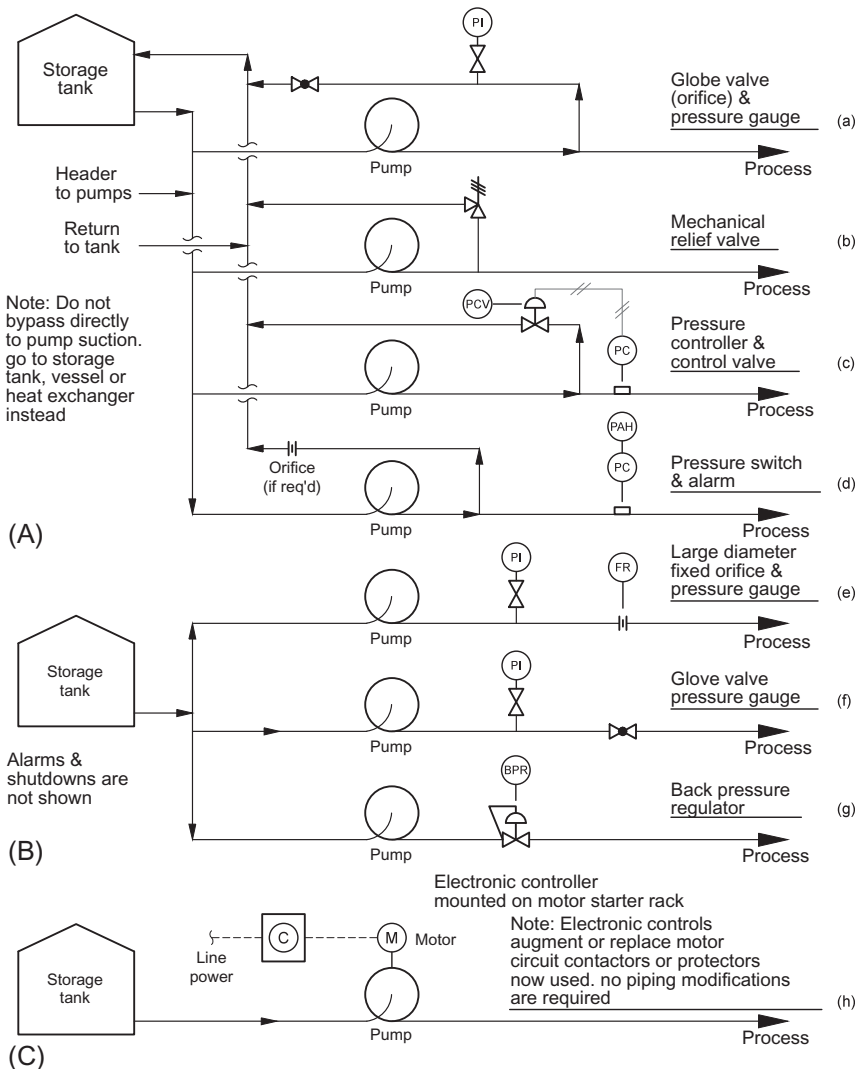 PI
Storage
tank
Globe valve
(orifice) &
pressure gauge
(a)
Pump
Process
Header
to pumps
Return
to tank
Mechanical
relief valve
(b)
Pump
Process
Note: Do not
bypass directly
to pump suction.
go to storage
tank, vessel or
heat exchanger
instead
PCV
PC
Pressure
controller &
control valve
(c)
Pump
Process
Orifice
(if req'd)
PAH
PC
Pressure switch
& alarm
(d)
Pump
Process
(A)
PI
FR
Large diameter
fixed orifice &
pressure gauge
(e)
Pump
Process
Storage
tank
PI
Glove valve
pressure gauge
(f)
Pump
Process
Alarms &
shutdowns are
not shown
BPR
Back pressure
regulator
(g)
Pump
Process
(B)
Electronic controller
mounted on motor starter rack
C
M
Motor
Line
power
Note: Electronic controls
augment or replace motor
circuit contactors or protectors
now used. no piping modifications
are required
(h)
Storage
tank
Pump
Process
(C)